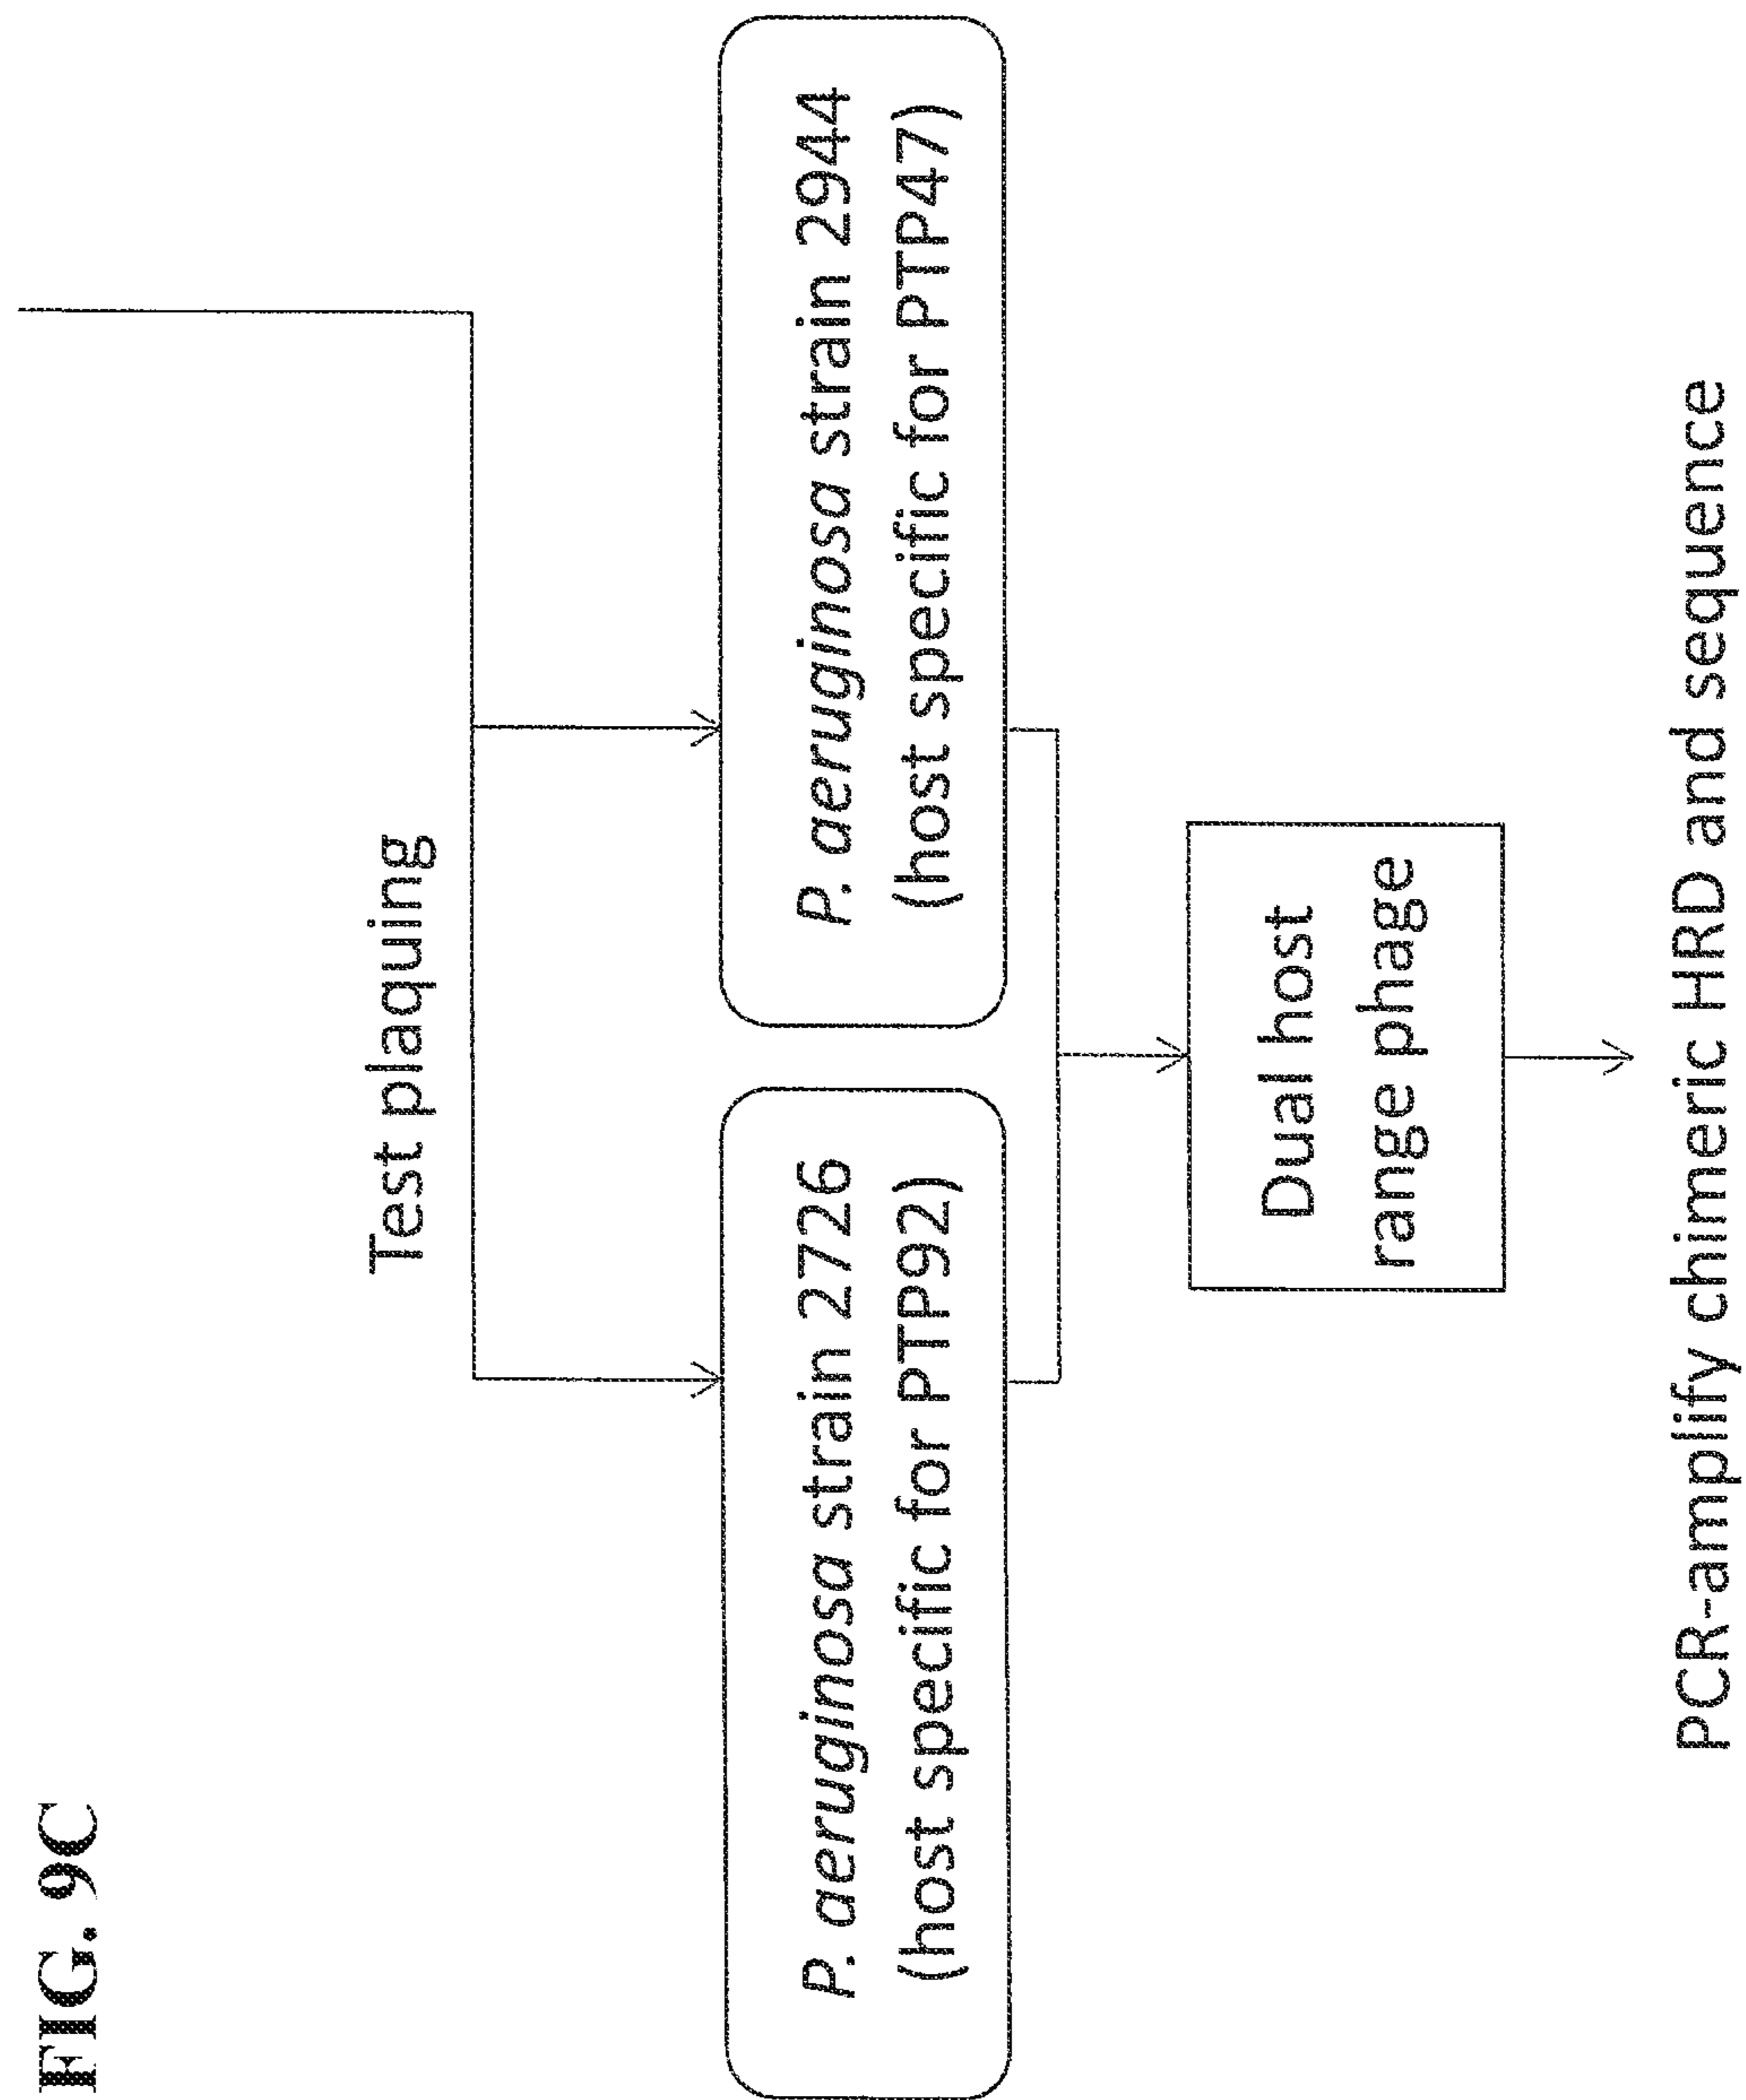 FIG. 9C
Test plaquing
P. aeruginosa strain 2726
(host specific for PTP92)
P. aeruginosa strain 2944
(host specific for PTP47)
Dual host
range phage
PCR-amplify chimeric HRD and sequence